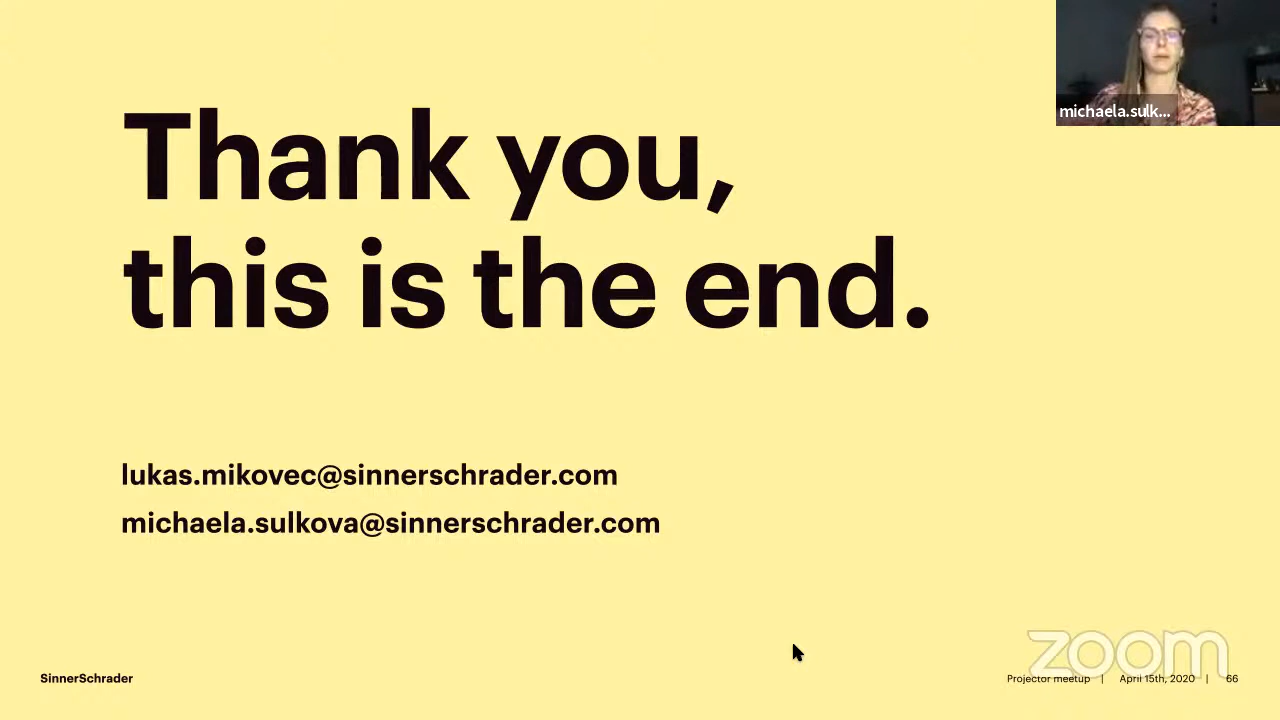 michaela.sulk...
Thank you,
this is the end.
lukas.mikovec@sinnerschrader.com
michaela.sulkova@sinnerschrader.com
zoom
SinnerSchrader
Projector meetup | April 15th, 2020 | 66